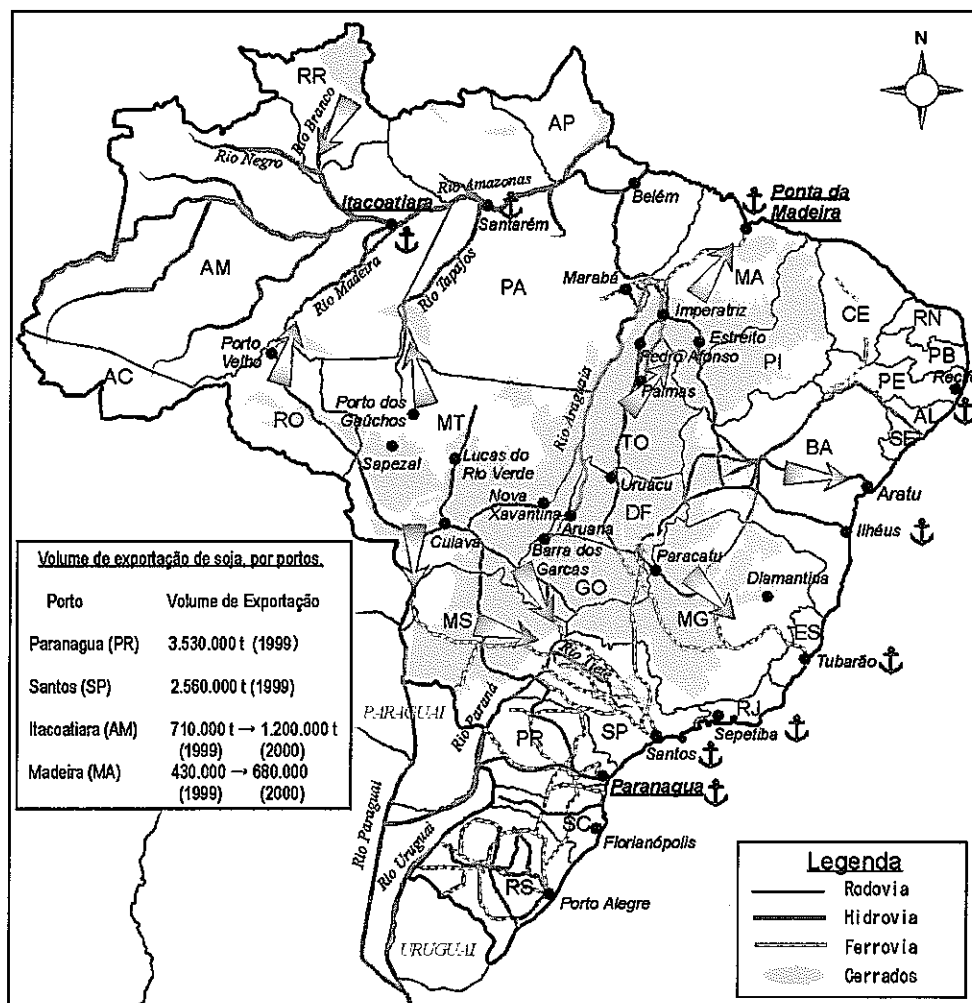 N
RR
Rio Branco
AP
Rio Negro
Rio Amazonas
Itacoatiara
Santarém
Belém
Ponta da
Madeira
AM
Rio Madeira
Rio Tapajós
PA
Marabá
MA
Imperatriz
CE
RN
Porto
Velho
Estreito
Pedro Afonso
PI
PB
Recife
AC
Palmas
PE
AL
SE
RO
Porto dos
Gaúchos
MT
Rio Araguaia
TO
BA
Sapezal
Lucas do
Rio Verde
Uruaçu
Aratu
Nova
Xavantina
DF
Aruana
Ilhéus
Cuiavá
Barra dos
Garças
Paracatu
GO
Diamantina
MS
MG
ES
Tubarão
Rio Tietê
RJ
PARAGUAI
Rio Paraná
PR
SP
Sepetiba
Santos
Paranagua
Rio Paraguai
Rio Uruguai
SC
Florianópolis
RS
Porto Alegre
URUGUAI
Volume de exportação de soja, por portos.
Porto Volume de Exportação
Paranagua (PR) 3.530.000 t (1999)
Santos (SP) 2.560.000 t (1999)
Itacoatiara (AM) 710.000 t → 1.200.000 t
(1999) (2000)
Madeira (MA) 430.000 → 680.000
(1999) (2000)
Legenda
Rodovia
Hidrovia
Ferrovia
Cerrados